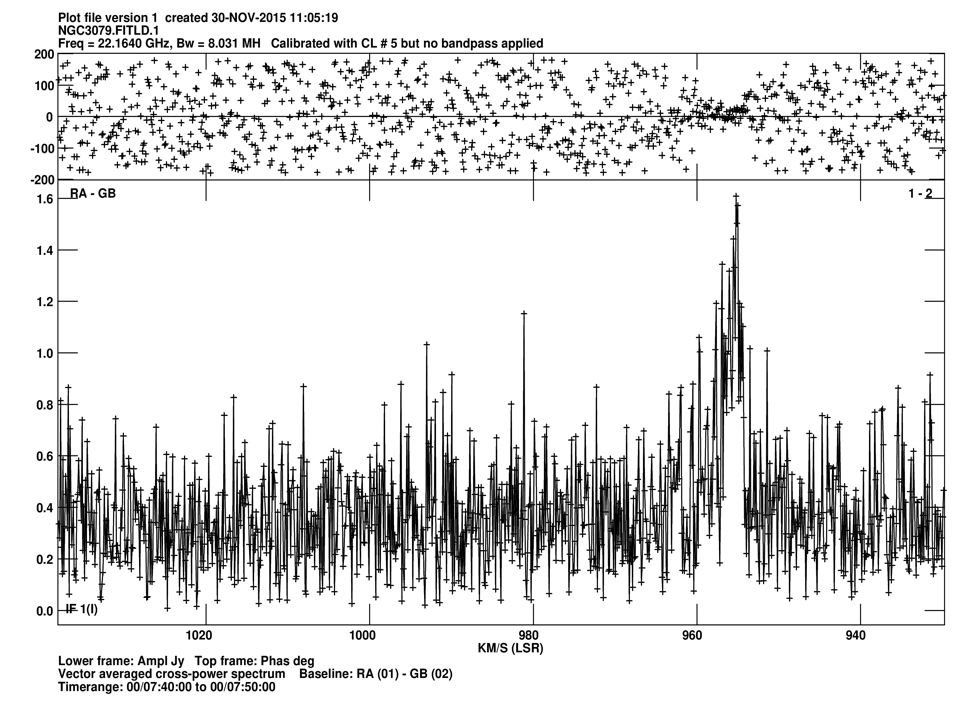 Plot file version 1 created 30-NOV-2015 11:05:19
NGC3079.FITLD.1
Freq = 22.1640 GHz, Bw = 8.031 MH Calibrated with CL # 5 but no bandpass applied
200
100
0
-100
-200
RA - GB 1 - 2
1.6
1.4
1.2
1.0
0.8
0.6
0.4
0.2
0.0
IF 1(I)
1020 1000 980 960 940
KM/S (LSR)
Lower frame: Ampl Jy Top frame: Phas deg
Vector averaged cross-power spectrum Baseline: RA (01) - GB (02)
Timerange: 00/07:40:00 to 00/07:50:00